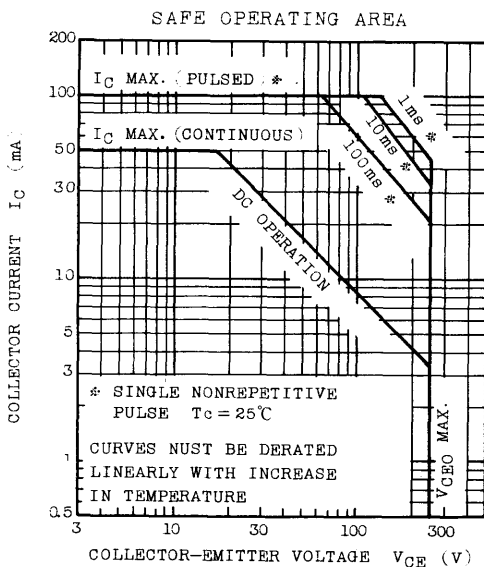 SAFE OPERATING AREA
200
100
50
30
10
5
3
1
0.5
COLLECTOR CURRENT IC (mA)
IC MAX. (PULSED) *
IC MAX. (CONTINUOUS)
1ms *
10ms *
100ms *
DC OPERATION
* SINGLE NONREPETITIVE
PULSE Tc = 25℃
CURVES NUST BE DERATED
LINEARLY WITH INCREASE
IN TEMPERATURE
VCEO MAX.
3 10 30 100 300
COLLECTOR-EMITTER VOLTAGE VCE (V)